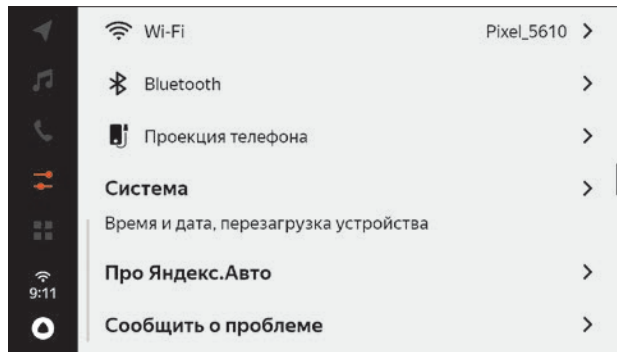 Wi-Fi Pixel_5610
Bluetooth
Проекция телефона
Система
Время и дата, перезагрузка устройства
Про Яндекс.Авто
9:11
Сообщить о проблеме